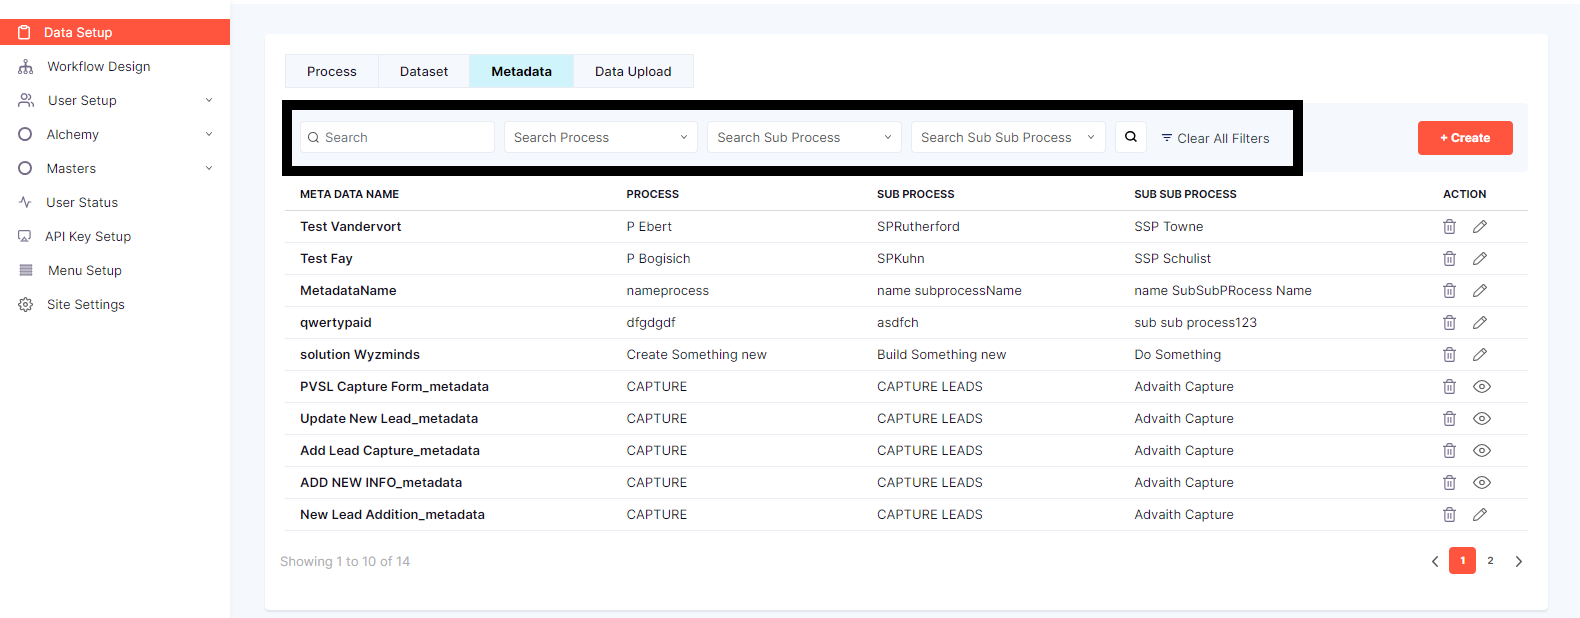 Data Setup
Workflow Design
User Setup
Alchemy
Masters
User Status
API Key Setup
Menu Setup
Site Settings
Process Dataset Metadata Data Upload
Search Search Process Search Sub Process Search Sub Sub Process Clear All Filters + Create
META DATA NAME PROCESS SUB PROCESS SUB SUB PROCESS ACTION
Test Vandervort P Ebert SPRutherford SSP Towne
Test Fay P Bogisich SPKuhn SSP Schulist
MetadataName nameprocess name subprocessName name SubSubPRocess Name
qwertypaid dfgdgdf asdfch sub sub process123
solution Wyzminds Create Something new Build Something new Do Something
PVSL Capture Form_metadata CAPTURE CAPTURE LEADS Advaith Capture
Update New Lead_metadata CAPTURE CAPTURE LEADS Advaith Capture
Add Lead Capture_metadata CAPTURE CAPTURE LEADS Advaith Capture
ADD NEW INFO_metadata CAPTURE CAPTURE LEADS Advaith Capture
New Lead Addition_metadata CAPTURE CAPTURE LEADS Advaith Capture
Showing 1 to 10 of 14 1 2